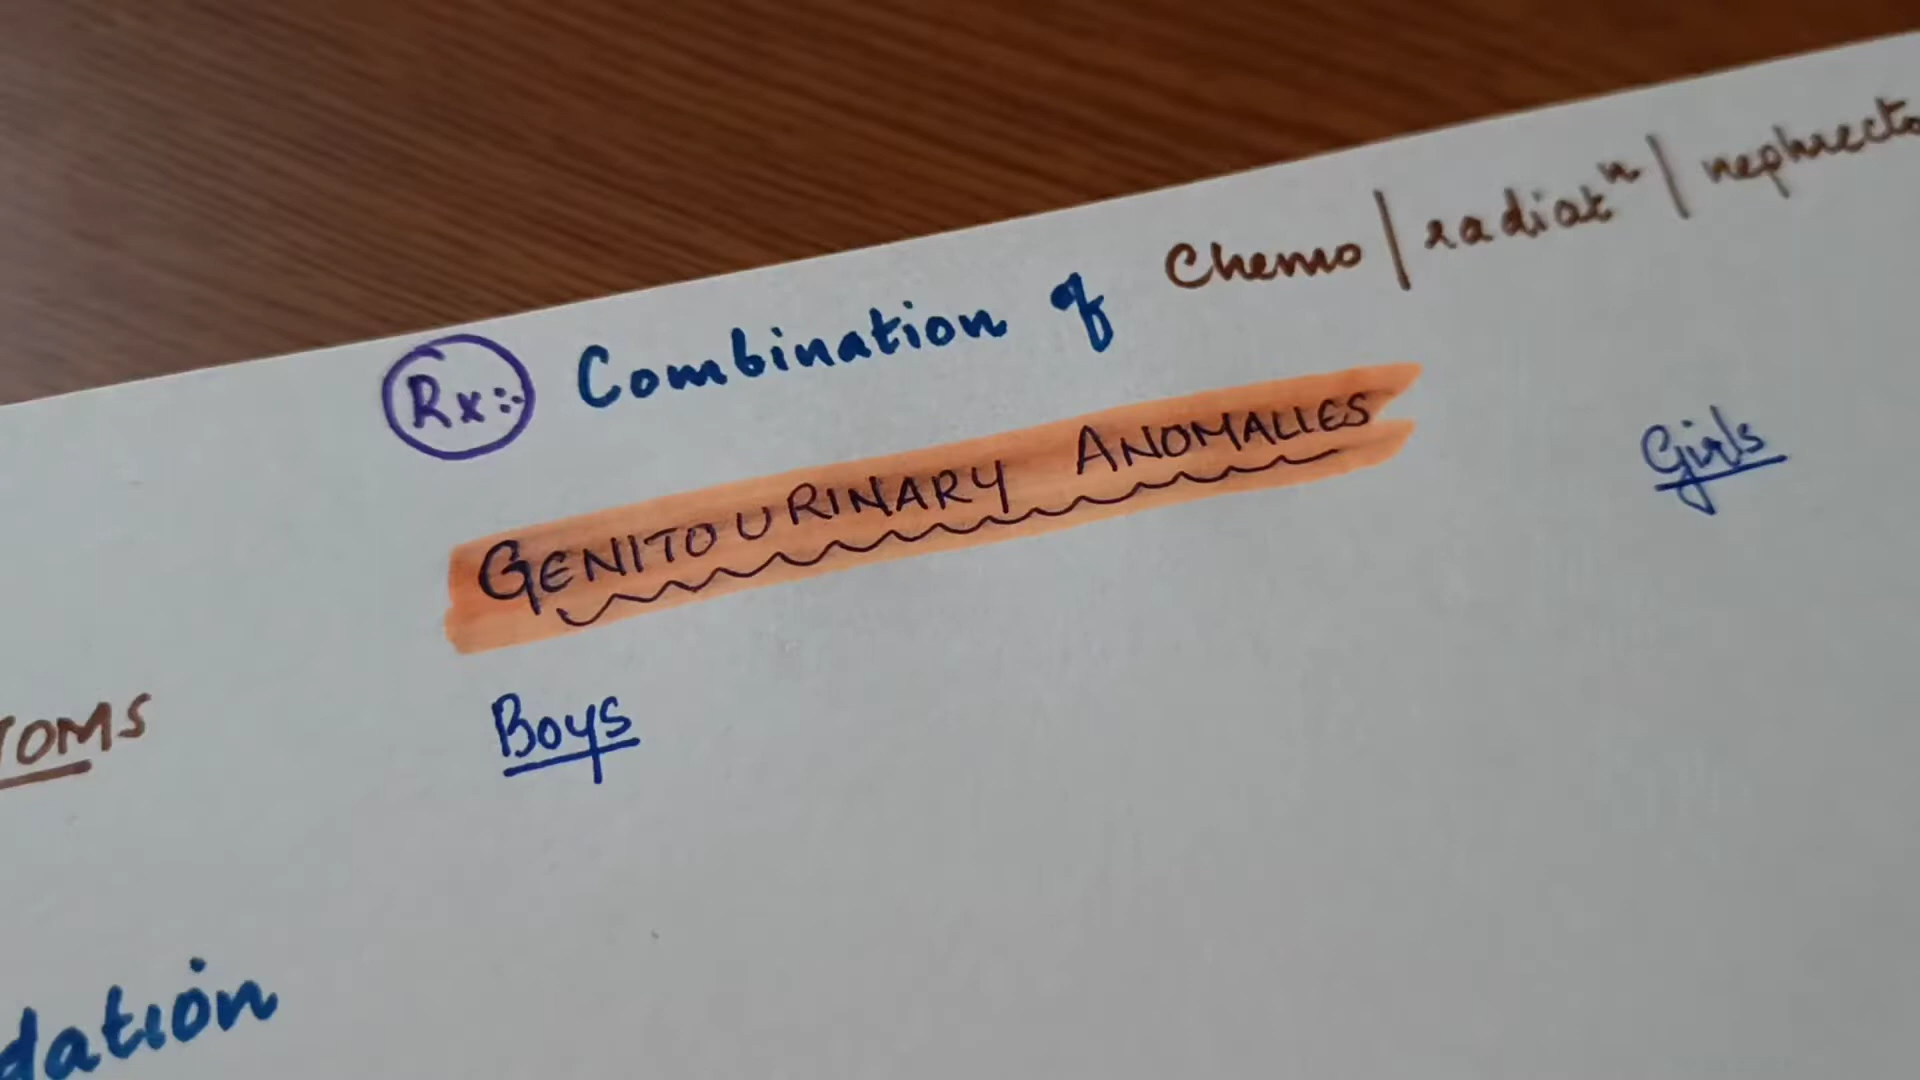 Rx:- Combination of Chemo | radiatⁿ | nephrecto
GENITOURINARY ANOMALIES
Girls
Boys
TOMS
dation